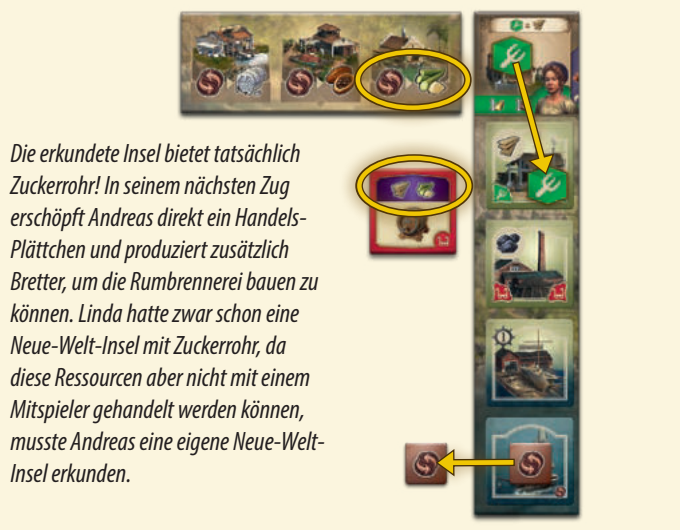 Die erkundete Insel bietet tatsächlich
Zuckerrohr! In seinem nächsten Zug
erschöpft Andreas direkt ein Handels-
Plättchen und produziert zusätzlich
Bretter, um die Rumbrennerei bauen zu
können. Linda hatte zwar schon eine
Neue-Welt-Insel mit Zuckerrohr, da
diese Ressourcen aber nicht mit einem
Mitspieler gehandelt werden können,
musste Andreas eine eigene Neue-Welt-
Insel erkunden.